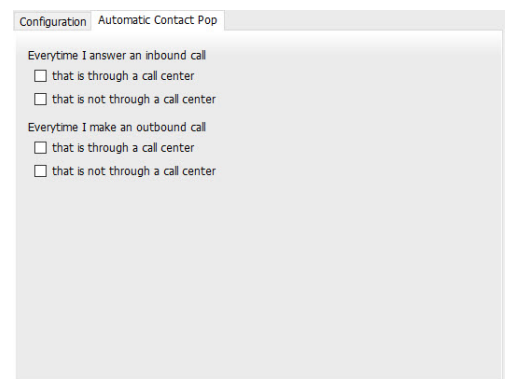 Configuration Automatic Contact Pop
Everytime I answer an inbound call
that is through a call center
that is not through a call center
Everytime I make an outbound call
that is through a call center
that is not through a call center